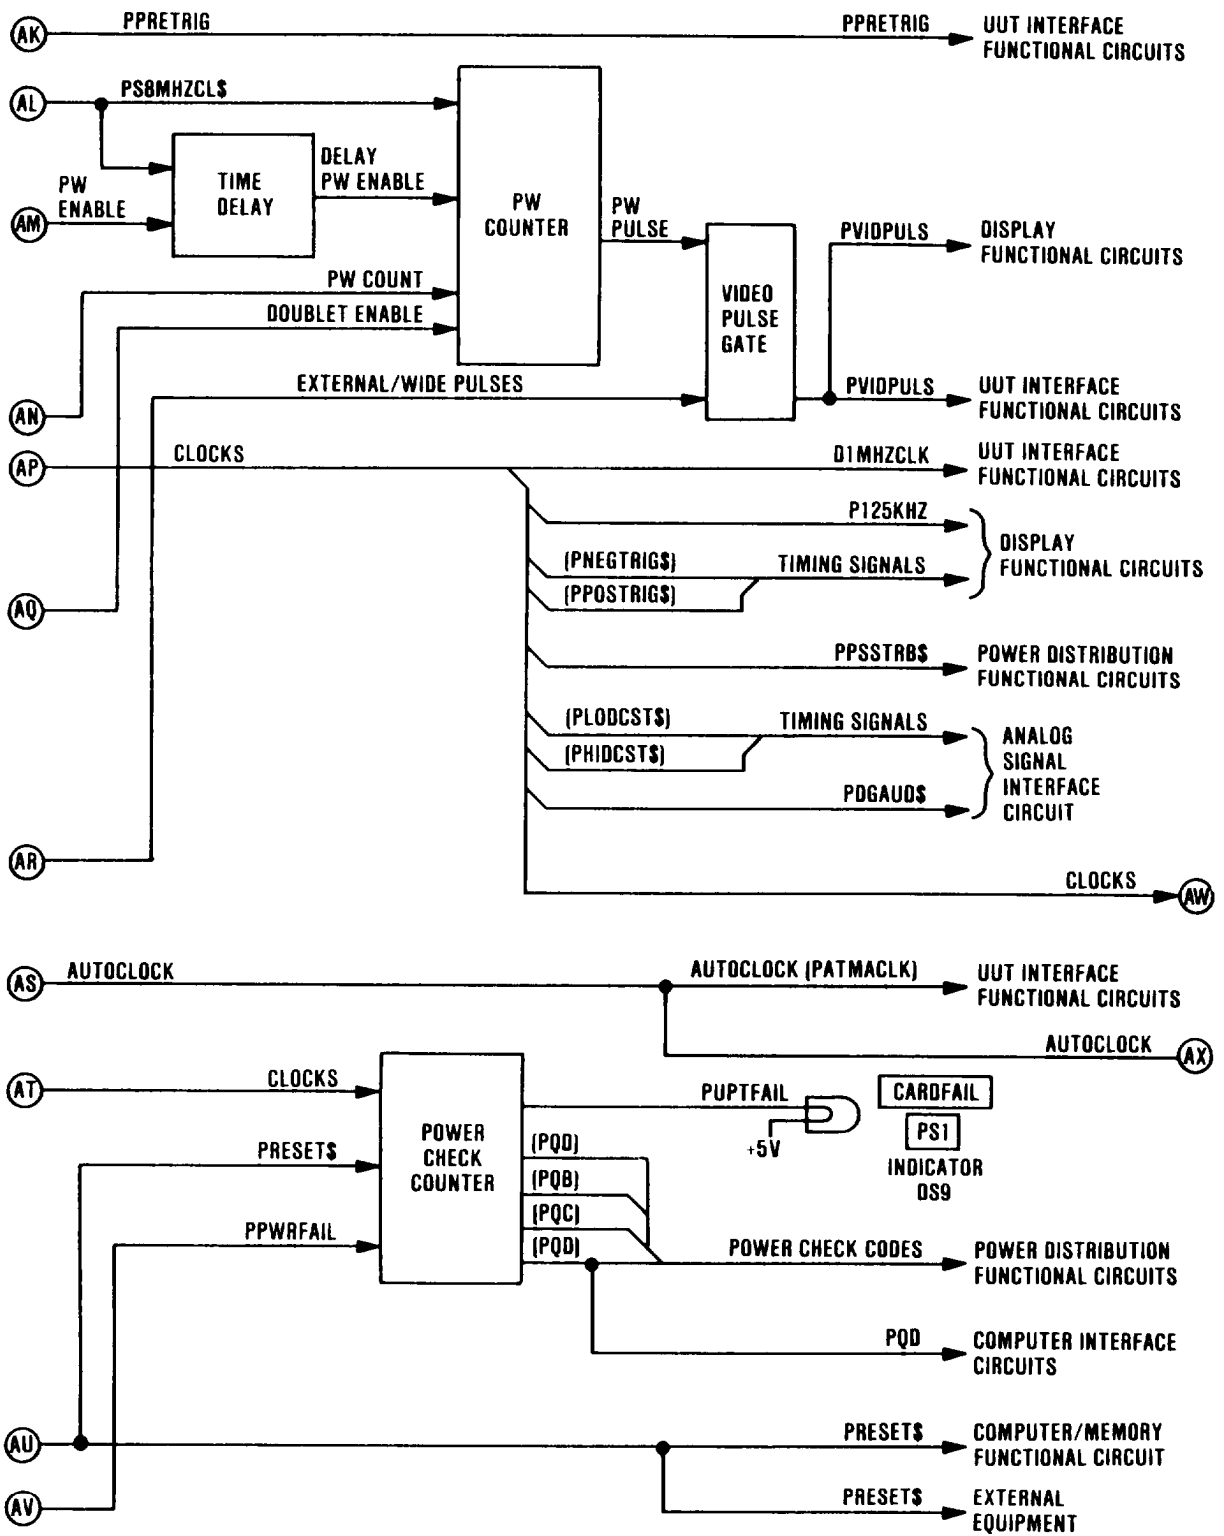 AK PPRETRIG PPRETRIG UUT INTERFACE
FUNCTIONAL CIRCUITS
AL PS8MHZCL$
TIME
DELAY
DELAY
PW ENABLE
PW
ENABLE
AM
PW
COUNTER
PW
PULSE
PW COUNT
DOUBLET ENABLE
VIDEO
PULSE
GATE
PVIDPULS DISPLAY
FUNCTIONAL CIRCUITS
EXTERNAL/WIDE PULSES
PVIDPULS UUT INTERFACE
FUNCTIONAL CIRCUITS
AN
AP CLOCKS D1MHZCLK UUT INTERFACE
FUNCTIONAL CIRCUITS
P125KHZ
(PNEGTRIG$) TIMING SIGNALS
(PPOSTRIG$)
DISPLAY
FUNCTIONAL CIRCUITS
AQ
PPSSTRB$ POWER DISTRIBUTION
FUNCTIONAL CIRCUITS
(PLODCST$) TIMING SIGNALS
(PHIDCST$)
PDGAUD$
ANALOG
SIGNAL
INTERFACE
CIRCUIT
AR
CLOCKS AW
AS AUTOCLOCK AUTOCLOCK (PATMACLK) UUT INTERFACE
FUNCTIONAL CIRCUITS
AUTOCLOCK AX
AT CLOCKS
PRESET$
PPWRFAIL
POWER
CHECK
COUNTER
PUPTFAIL
+5V
CARDFAIL
PS1
INDICATOR
DS9
(PQD)
(PQB)
(PQC)
(PQD)
POWER CHECK CODES POWER DISTRIBUTION
FUNCTIONAL CIRCUITS
PQD COMPUTER INTERFACE
CIRCUITS
AU PRESET$ COMPUTER/MEMORY
FUNCTIONAL CIRCUIT
AV PRESET$ EXTERNAL
EQUIPMENT